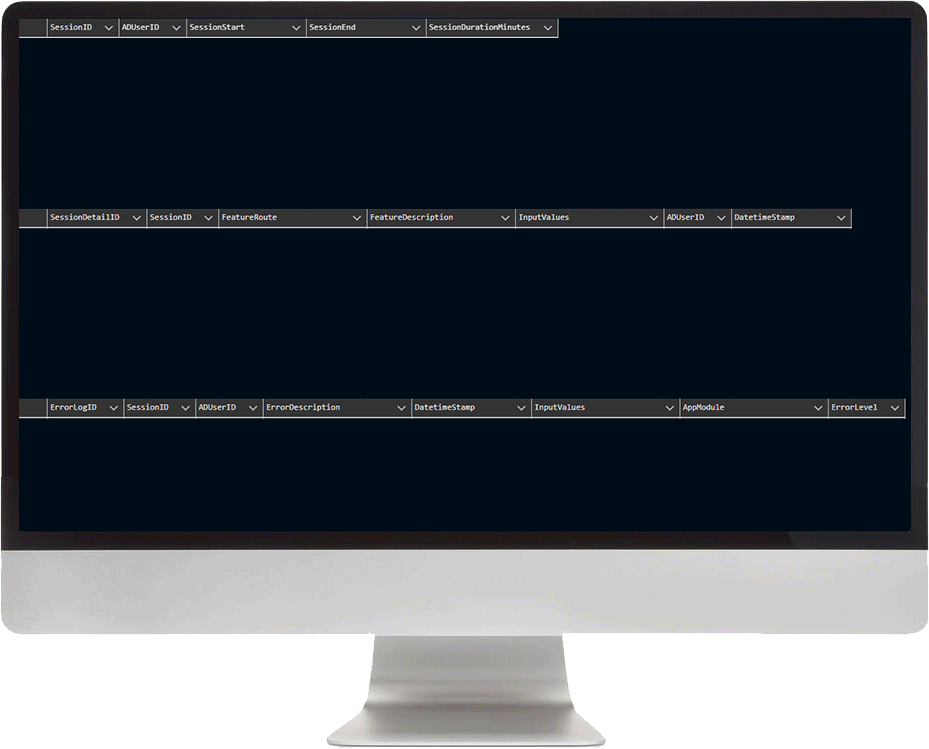 SessionID ADUserID SessionStart SessionEnd SessionDurationMinutes
SessionDetailID SessionID FeatureRoute FeatureDescription InputValues ADUserID DatetimeStamp
ErrorLogID SessionID ADUserID ErrorDescription DatetimeStamp InputValues AppModule ErrorLevel